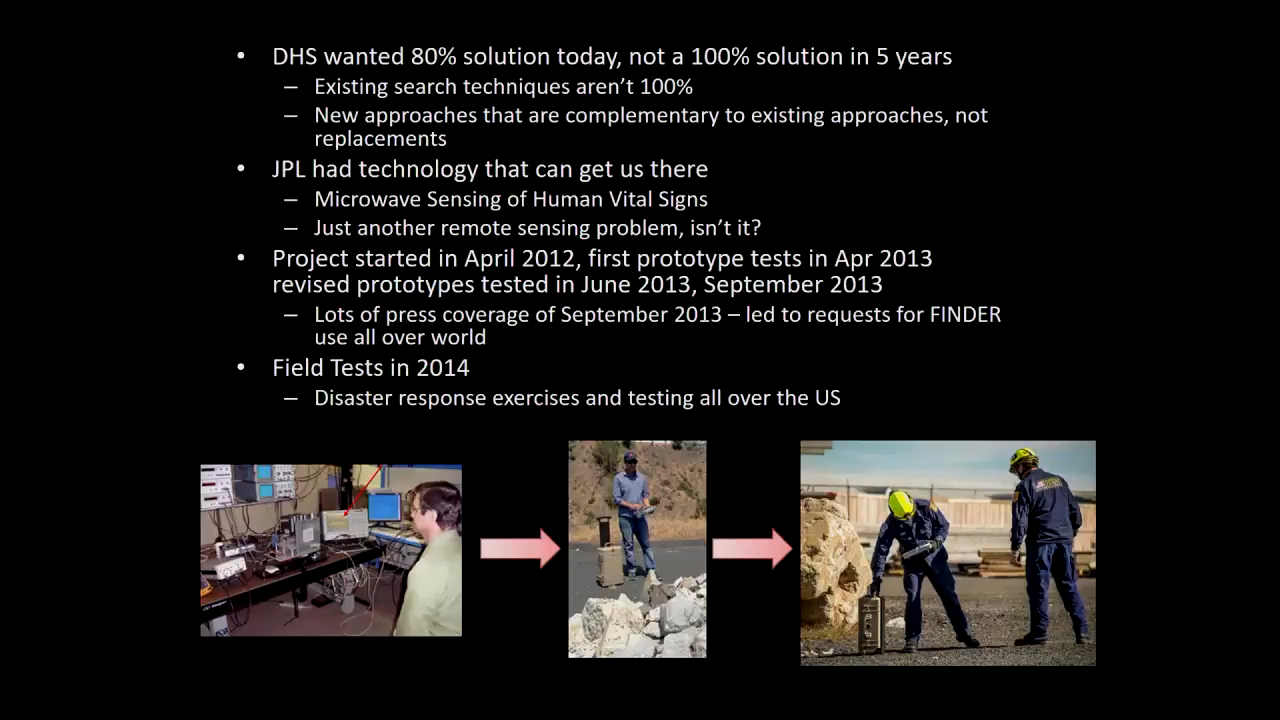 • DHS wanted 80% solution today, not a 100% solution in 5 years
– Existing search techniques aren't 100%
– New approaches that are complementary to existing approaches, not
replacements
• JPL had technology that can get us there
– Microwave Sensing of Human Vital Signs
– Just another remote sensing problem, isn't it?
• Project started in April 2012, first prototype tests in Apr 2013
revised prototypes tested in June 2013, September 2013
– Lots of press coverage of September 2013 – led to requests for FINDER
use all over world
• Field Tests in 2014
– Disaster response exercises and testing all over the US